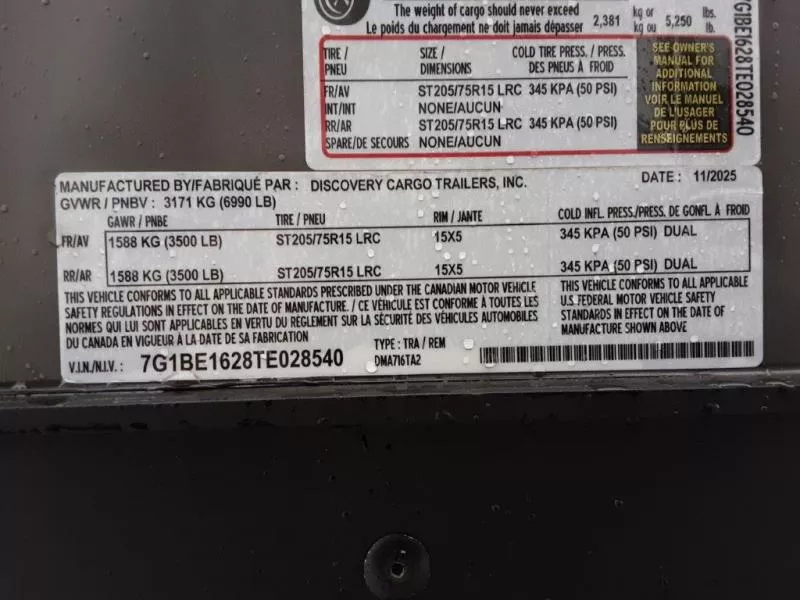 The weight of cargo should never exceed
Le poids du chargement ne doit jamais dépasser 2,381 kg or kg ou 5,250 lbs. lb.
TIRE / PNEU SIZE / DIMENSIONS COLD TIRE PRESS. / PRESS. DES PNEUS À FROID
FR/AV ST205/75R15 LRC 345 KPA (50 PSI)
INT/INT NONE/AUCUN
RR/AR ST205/75R15 LRC 345 KPA (50 PSI)
SPARE/DE SECOURS NONE/AUCUN
SEE OWNER'S
MANUAL FOR
ADDITIONAL
INFORMATION
VOIR LE MANUEL
DE L'USAGER
POUR PLUS DE
RENSEIGNEMENTS
7G1BE1628TE028540
MANUFACTURED BY/FABRIQUÉ PAR : DISCOVERY CARGO TRAILERS, INC. DATE : 11/2025
GVWR / PNBV : 3171 KG (6990 LB)
GAWR / PNBE TIRE / PNEU RIM / JANTE COLD INFL. PRESS./PRESS. DE GONFL. À FROID
FR/AV 1588 KG (3500 LB) ST205/75R15 LRC 15X5 345 KPA (50 PSI) DUAL
RR/AR 1588 KG (3500 LB) ST205/75R15 LRC 15X5 345 KPA (50 PSI) DUAL
THIS VEHICLE CONFORMS TO ALL APPLICABLE STANDARDS PRESCRIBED UNDER THE CANADIAN MOTOR VEHICLE
SAFETY REGULATIONS IN EFFECT ON THE DATE OF MANUFACTURE. / CE VÉHICULE EST CONFORME À TOUTES LES
NORMES QUI LUI SONT APPLICABLES EN VERTU DU RÈGLEMENT SUR LA SÉCURITÉ DES VÉHICULES AUTOMOBILES
DU CANADA EN VIGUEUR À LA DATE DE SA FABRICATION
THIS VEHICLE CONFORMS TO ALL APPLICABLE
U.S. FEDERAL MOTOR VEHICLE SAFETY
STANDARDS IN EFFECT ON THE DATE OF
MANUFACTURE SHOWN ABOVE
V.I.N./N.I.V.: 7G1BE1628TE028540
TYPE : TRA / REM
DMA716TA2